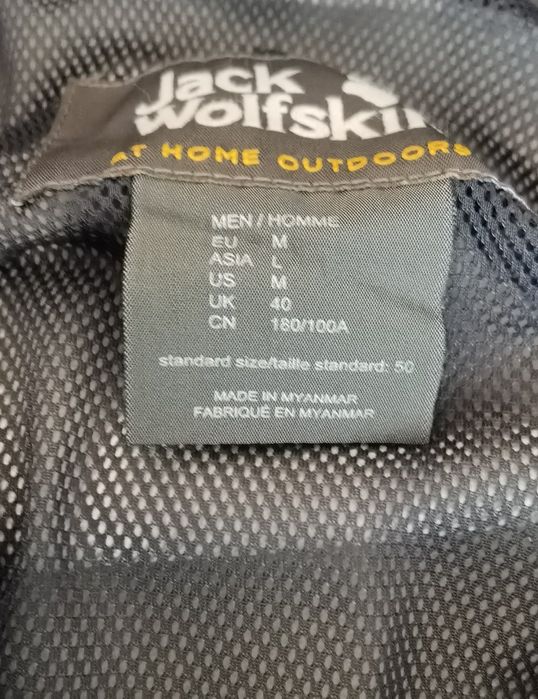 Jack
Wolfskin
AT HOME OUTDOORS
MEN / HOMME
EU M
ASIA L
US M
UK 40
CN 180/100A
standard size/taille standard: 50
MADE IN MYANMAR
FABRIQUÉ EN MYANMAR